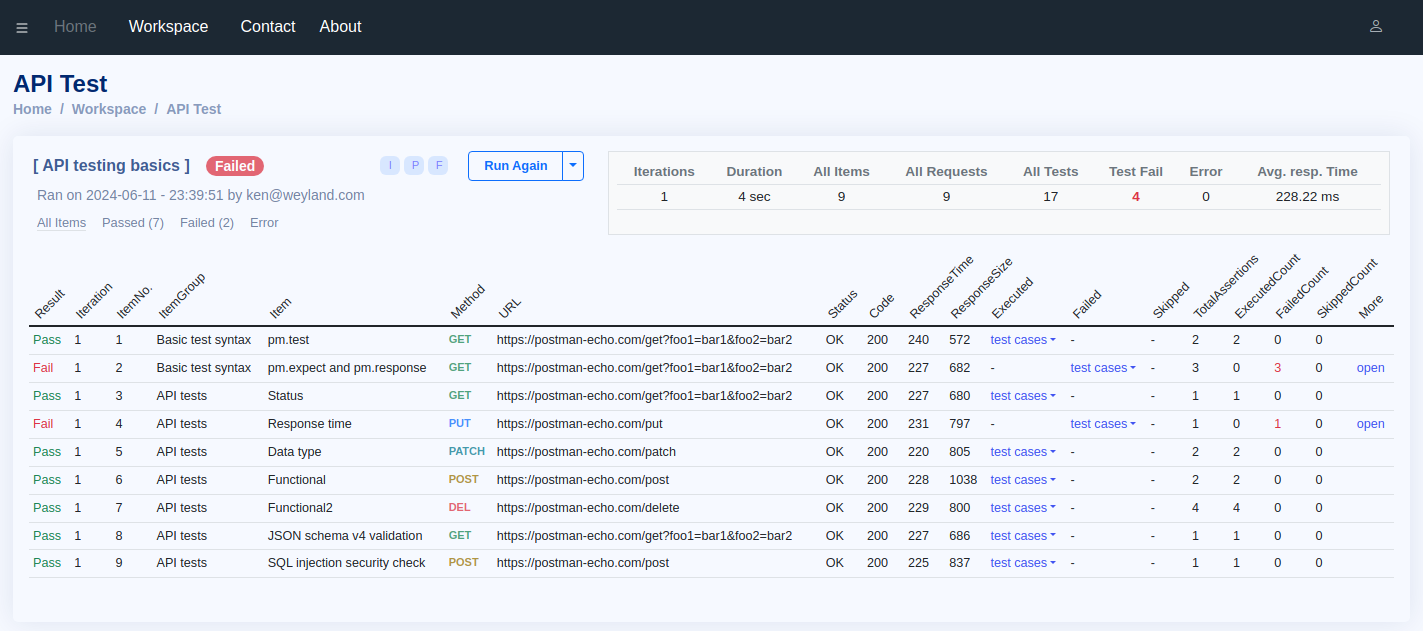 Home Workspace Contact About
API Test
Home / Workspace / API Test
[ API testing basics ] Failed I P F Run Again
Ran on 2024-06-11 - 23:39:51 by ken@weyland.com
All Items Passed (7) Failed (2) Error
Iterations Duration All Items All Requests All Tests Test Fail Error Avg. resp. Time
1 4 sec 9 9 17 4 0 228.22 ms
Result Iteration ItemNo. ItemGroup Item Method URL Status Code ResponseTime ResponseSize Executed Failed Skipped TotalAssertions ExecutedCount FailedCount SkippedCount More
Pass 1 1 Basic test syntax pm.test GET https://postman-echo.com/get?foo1=bar1&foo2=bar2 OK 200 240 572 test cases - - 2 2 0 0
Fail 1 2 Basic test syntax pm.expect and pm.response GET https://postman-echo.com/get?foo1=bar1&foo2=bar2 OK 200 227 682 - test cases - 3 0 3 0 open
Pass 1 3 API tests Status GET https://postman-echo.com/get?foo1=bar1&foo2=bar2 OK 200 227 680 test cases - - 1 1 0 0
Fail 1 4 API tests Response time PUT https://postman-echo.com/put OK 200 231 797 - test cases - 1 0 1 0 open
Pass 1 5 API tests Data type PATCH https://postman-echo.com/patch OK 200 220 805 test cases - - 2 2 0 0
Pass 1 6 API tests Functional POST https://postman-echo.com/post OK 200 228 1038 test cases - - 2 2 0 0
Pass 1 7 API tests Functional2 DEL https://postman-echo.com/delete OK 200 229 800 test cases - - 4 4 0 0
Pass 1 8 API tests JSON schema v4 validation GET https://postman-echo.com/get?foo1=bar1&foo2=bar2 OK 200 227 686 test cases - - 1 1 0 0
Pass 1 9 API tests SQL injection security check POST https://postman-echo.com/post OK 200 225 837 test cases - - 1 1 0 0